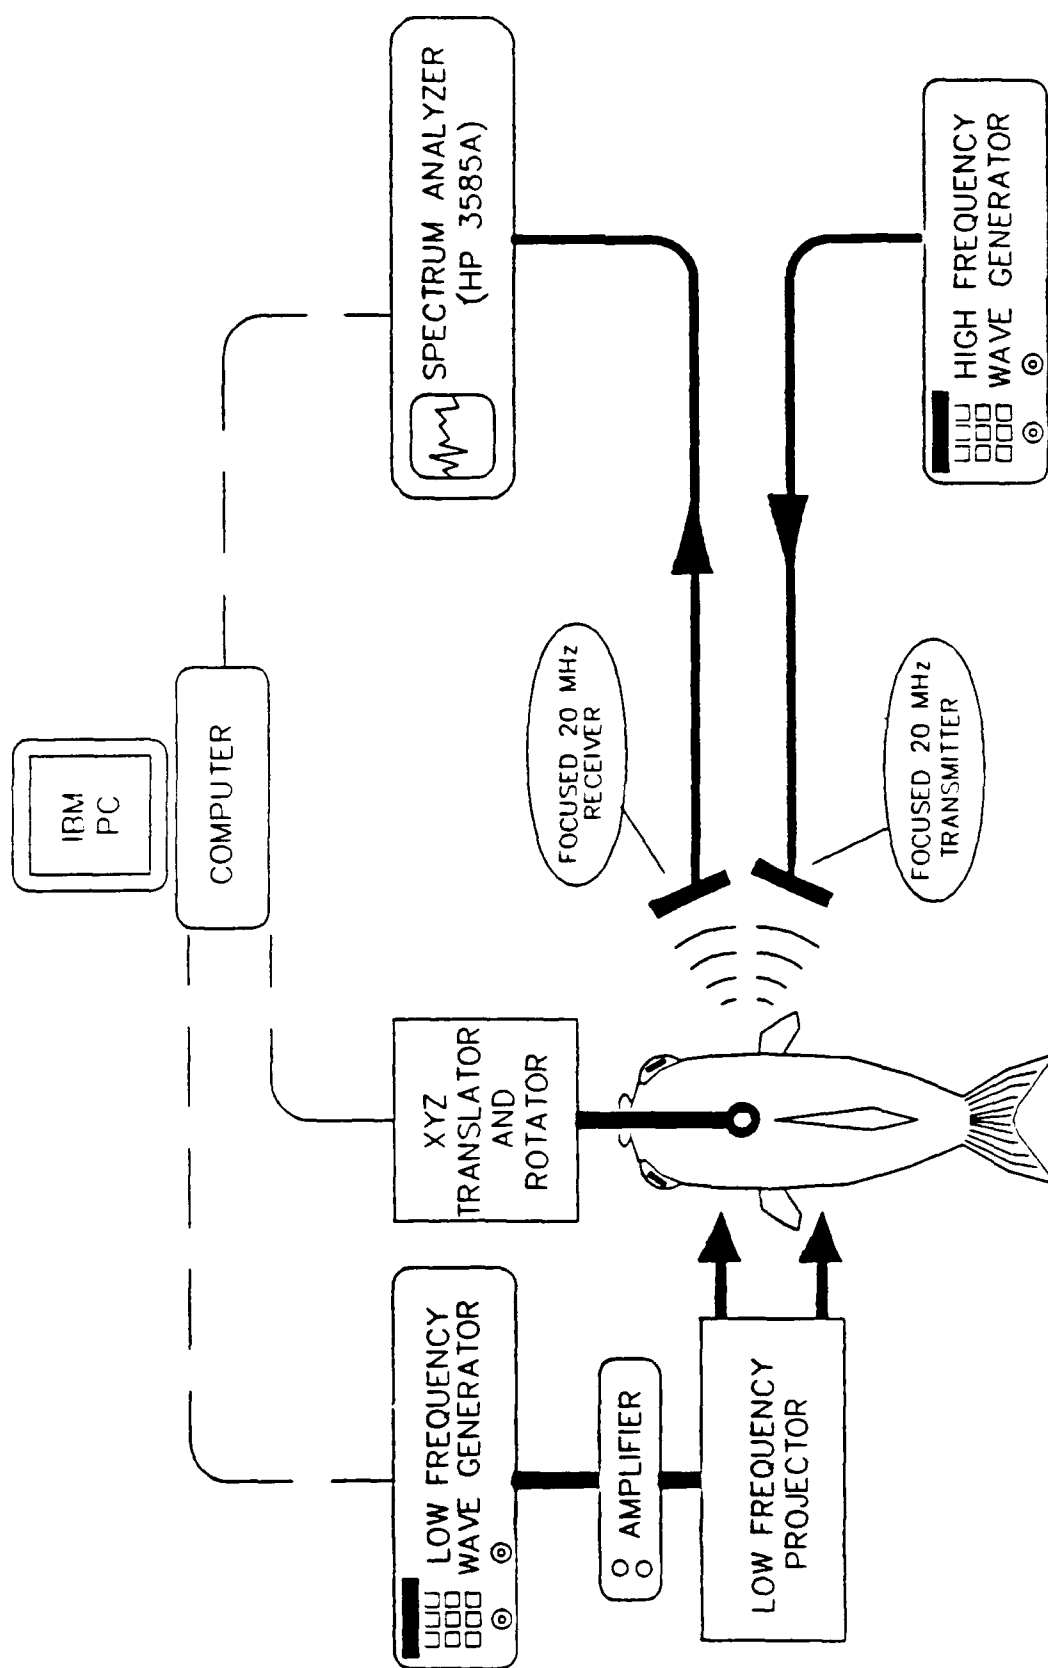 IBM
PC
COMPUTER
LOW FREQUENCY
WAVE GENERATOR
XYZ
TRANSLATOR
AND
ROTATOR
SPECTRUM ANALYZER
(HP 3585A)
AMPLIFIER
FOCUSED 20 MHz
RECEIVER
LOW FREQUENCY
PROJECTOR
FOCUSED 20 MHz
TRANSMITTER
HIGH FREQUENCY
WAVE GENERATOR